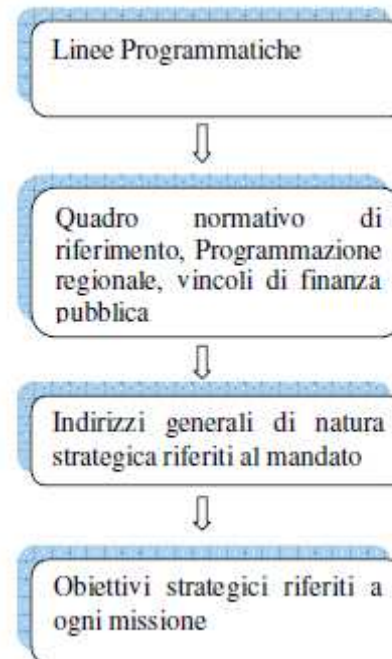 Linee Programmatiche
Quadro normativo di
riferimento, Programmazione
regionale, vincoli di finanza
pubblica
Indirizzi generali di natura
strategica riferiti al mandato
Obiettivi strategici riferiti a
ogni missione